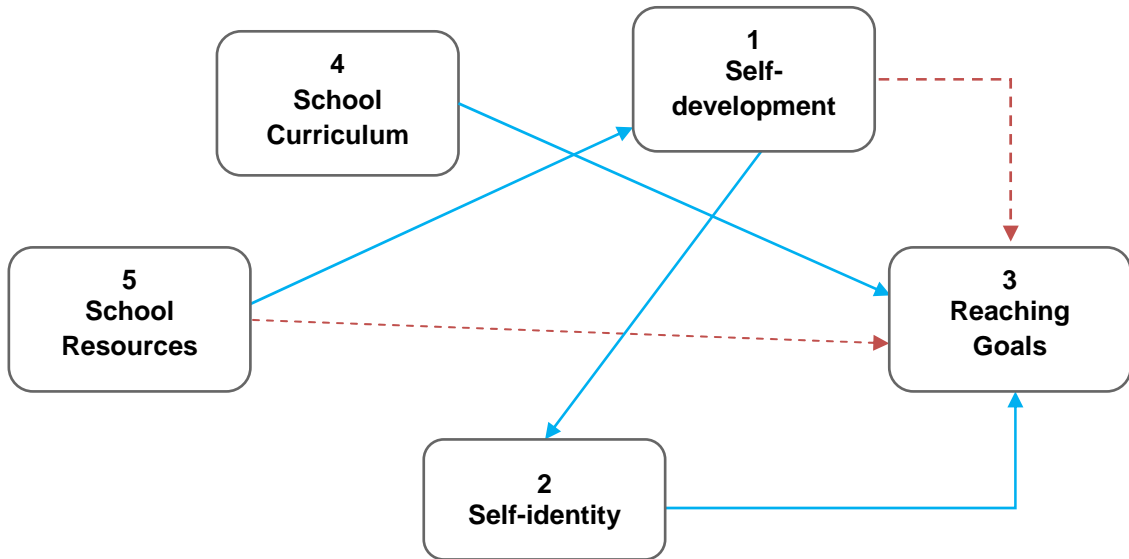 1
Self-
development
4
School
Curriculum
5
School
Resources
3
Reaching
Goals
2
Self-identity